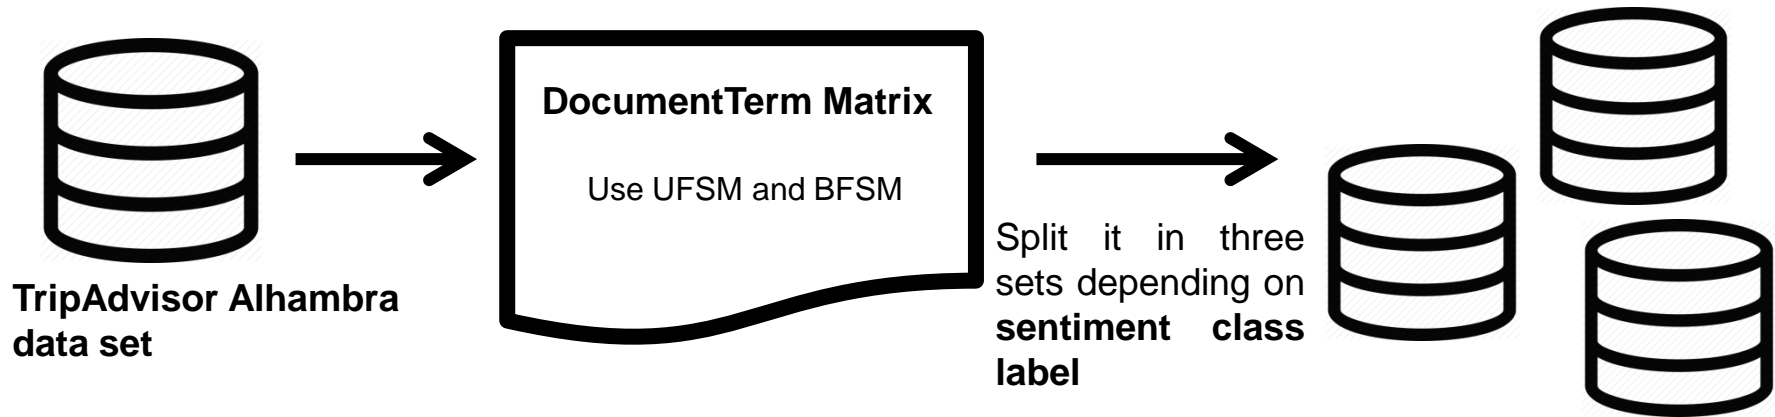 DocumentTerm Matrix
Use UFSM and BFSM
TripAdvisor Alhambra
data set
Split it in three
sets depending on
sentiment class
label